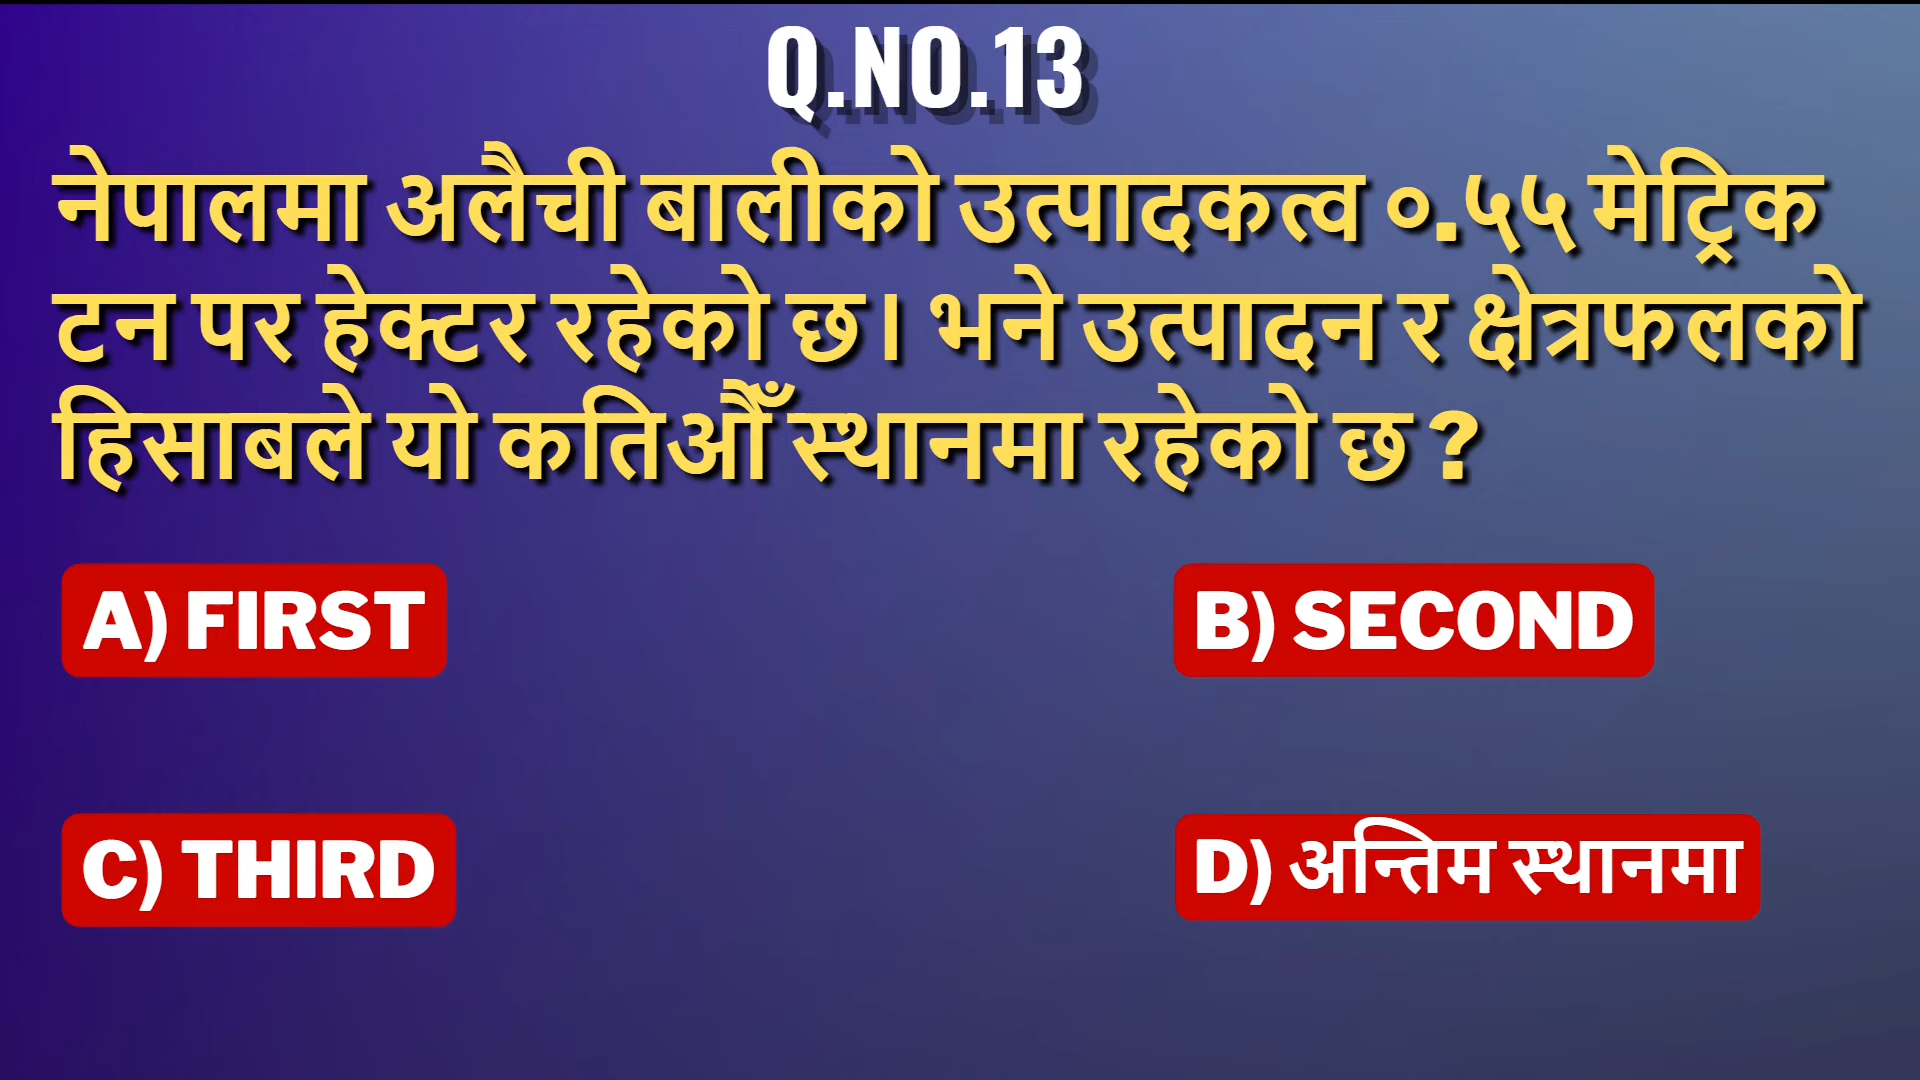 Q.NO.13
नेपालमा अलैची बालीको उत्पादकत्व ०.५५ मेट्रिक
टन पर हेक्टर रहेको छ। भने उत्पादन र क्षेत्रफलको
हिसाबले यो कतिऔँ स्थानमा रहेको छ ?
A) FIRST
B) SECOND
C) THIRD
D) अन्तिम स्थानमा